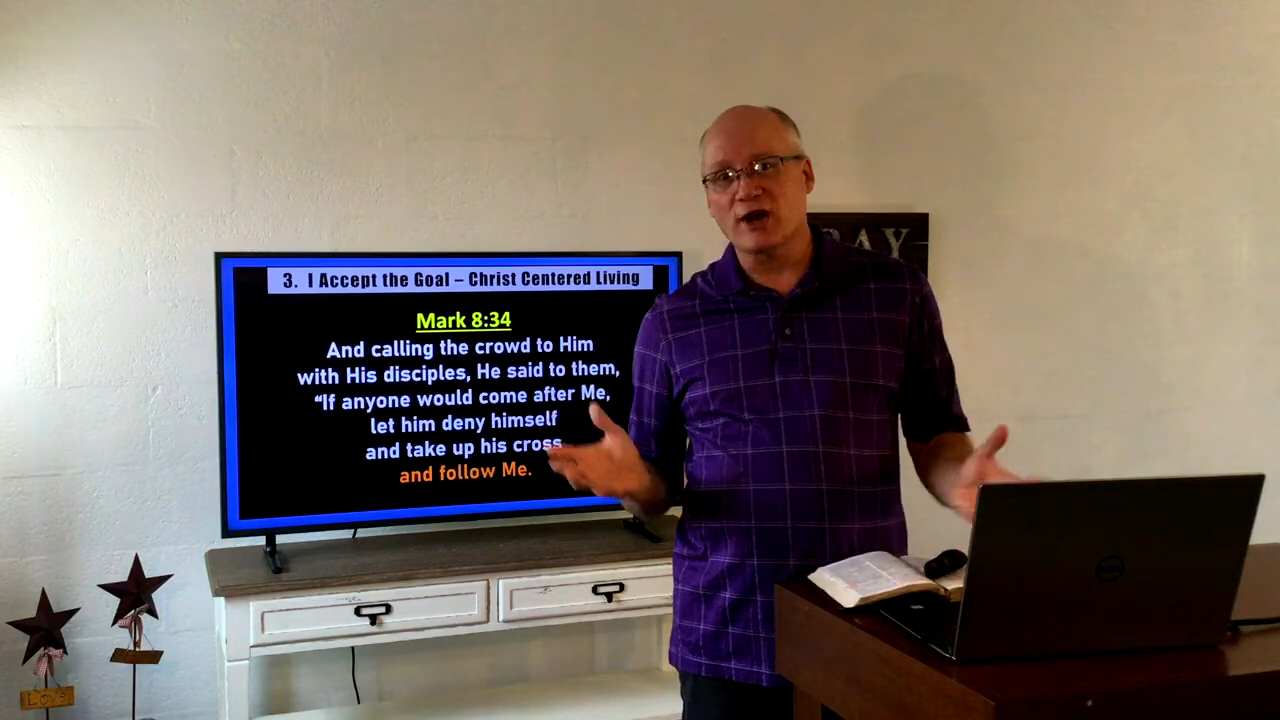 3. I Accept the Goal – Christ Centered Living
Mark 8:34
And calling the crowd to Him
with His disciples, He said to them,
“If anyone would come after Me,
let him deny himself
and take up his cross
and follow Me.
RAY
Love
DELL